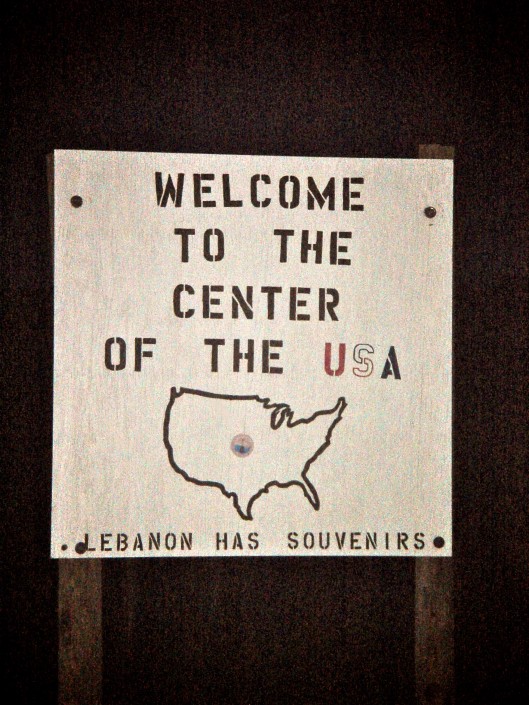 WELCOME
TO THE
CENTER
OF THE USA
LEBANON HAS SOUVENIRS